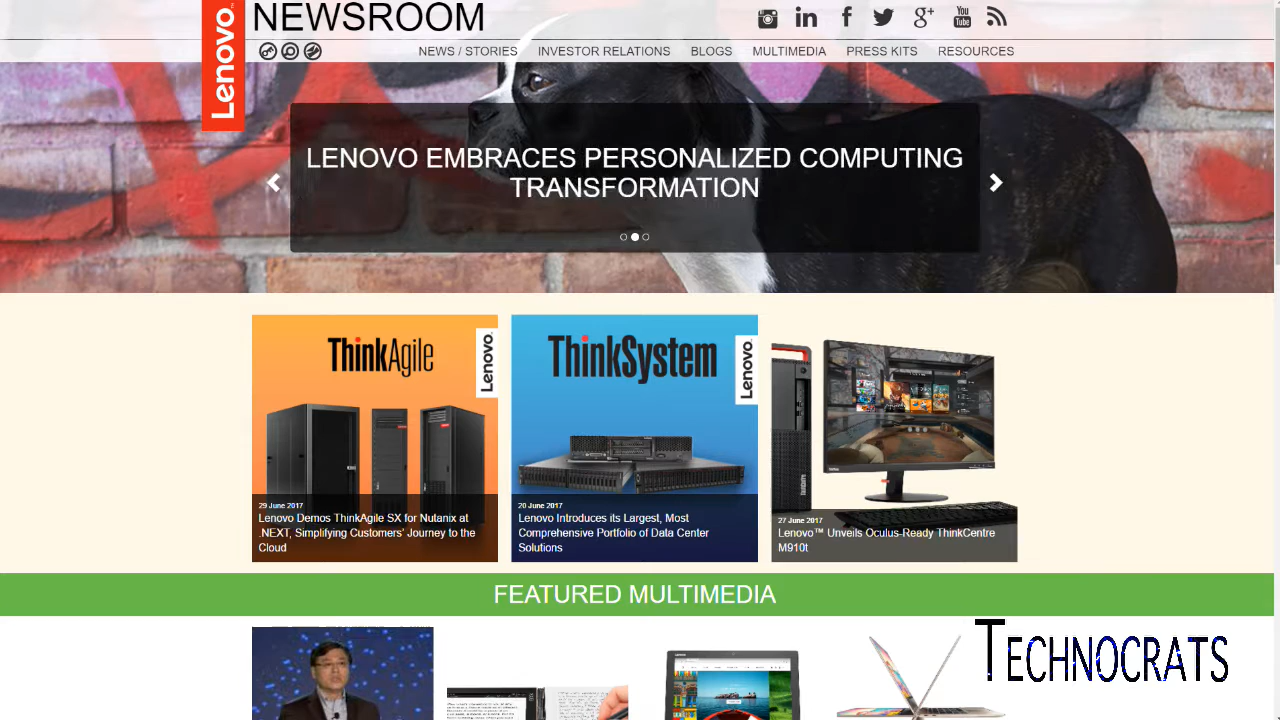 Lenovo™
NEWSROOM
NEWS / STORIES INVESTOR RELATIONS BLOGS MULTIMEDIA PRESS KITS RESOURCES
LENOVO EMBRACES PERSONALIZED COMPUTING
TRANSFORMATION
ThinkAgile
Lenovo
29 June 2017
Lenovo Demos ThinkAgile SX for Nutanix at
.NEXT, Simplifying Customers’ Journey to the
Cloud
ThinkSystem
Lenovo
20 June 2017
Lenovo Introduces its Largest, Most
Comprehensive Portfolio of Data Center
Solutions
27 June 2017
Lenovo™ Unveils Oculus-Ready ThinkCentre
M910t
FEATURED MULTIMEDIA
TECHNOCRATS